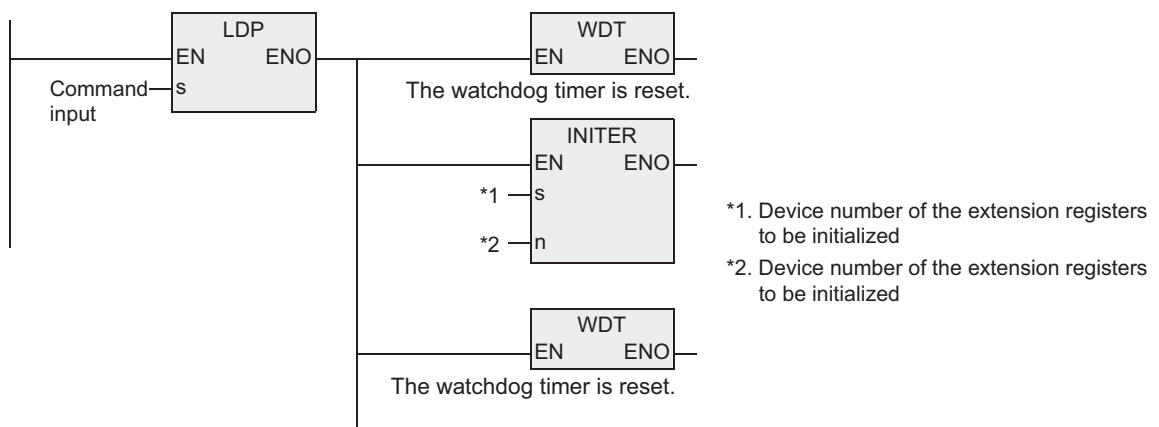 LDP
EN ENO
Command
input
s
WDT
EN ENO
The watchdog timer is reset.
INITER
EN ENO
*1 s
*2 n
*1. Device number of the extension registers
to be initialized
*2. Device number of the extension registers
to be initialized
WDT
EN ENO
The watchdog timer is reset.